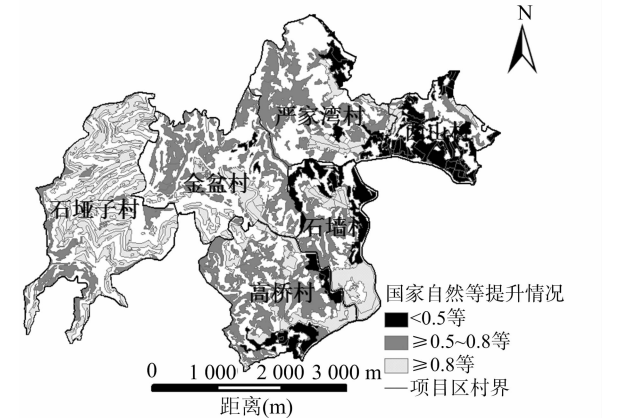 N
严家湾村
金盆村
石垭子村
石墙村
高桥村
国家自然等提升情况
<0.5等
≥0.5~0.8等
≥0.8等
项目区村界
0 1 000 2 000 3 000 m
距离(m)